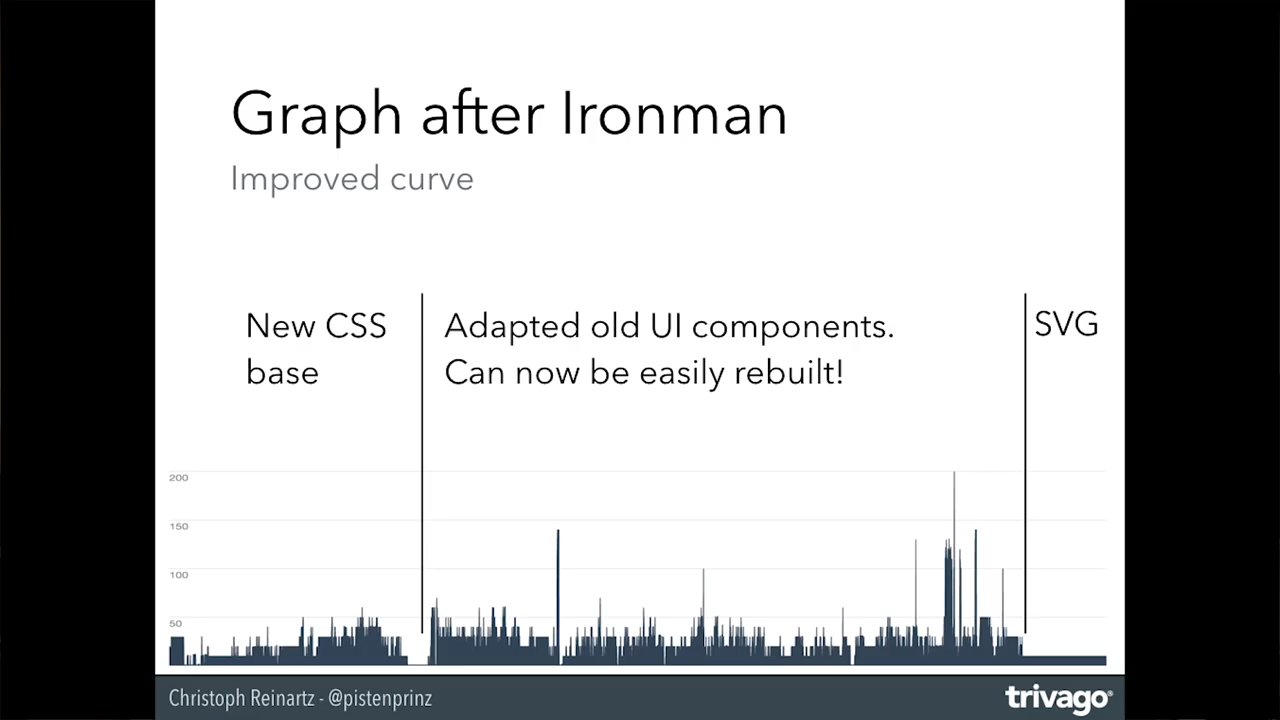 Graph after Ironman
Improved curve
New CSS
base
Adapted old UI components.
Can now be easily rebuilt!
SVG
200
150
100
50
Christoph Reinartz - @pistenprinz
trivago®